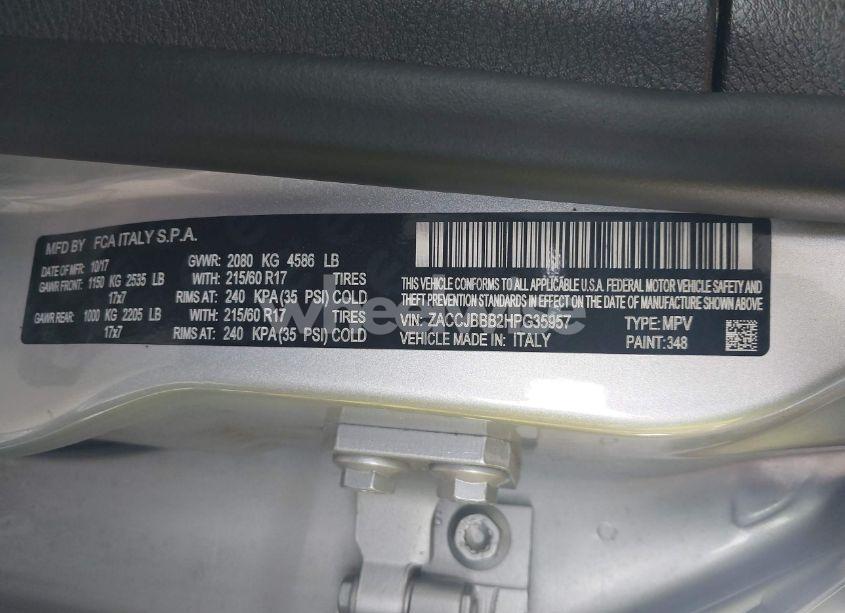 MFD BY FCA ITALY S.P.A.
DATE OF MFR: 10/17 GVWR: 2080 KG 4586 LB
GAWR FRONT: 1150 KG 2535 LB WITH: 215/60 R17 TIRES
17x7 RIMS AT: 240 KPA (35 PSI) COLD
GAWR REAR: 1000 KG 2205 LB WITH: 215/60 R17 TIRES
17x7 RIMS AT: 240 KPA (35 PSI) COLD
THIS VEHICLE CONFORMS TO ALL APPLICABLE U.S.A. FEDERAL MOTOR VEHICLE SAFETY AND
THEFT PREVENTION STANDARDS IN EFFECT ON THE DATE OF MANUFACTURE SHOWN ABOVE
VIN: ZACCJBBB2HPG35957 TYPE: MPV
VEHICLE MADE IN: ITALY PAINT: 348